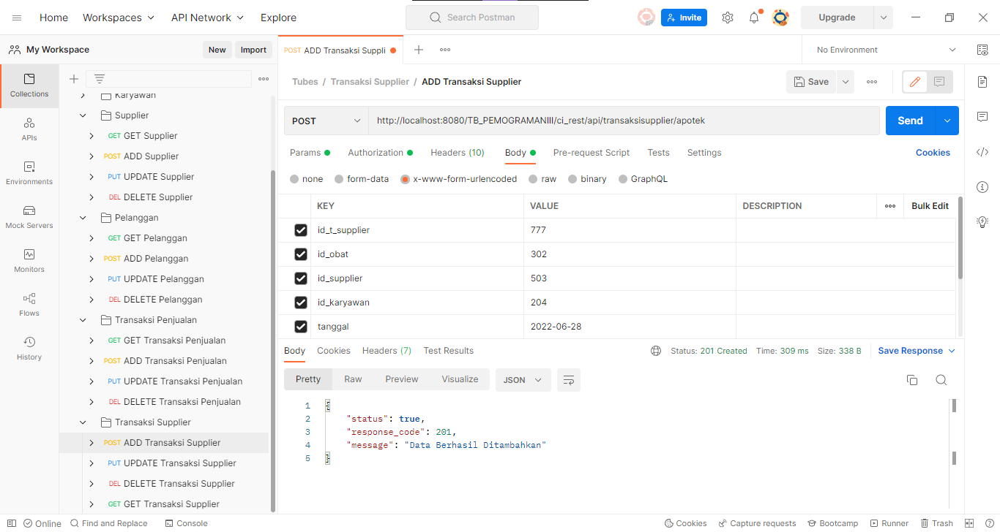 Home Workspaces API Network Explore Search Postman Invite Upgrade
My Workspace New Import POST ADD Transaksi Suppli No Environment
Collections
APIs
Environments
Mock Servers
Monitors
Flows
History
Karyawan
Supplier
GET GET Supplier
POST ADD Supplier
PUT UPDATE Supplier
DEL DELETE Supplier
Pelanggan
GET GET Pelanggan
POST ADD Pelanggan
PUT UPDATE Pelanggan
DEL DELETE Pelanggan
Transaksi Penjualan
GET GET Transaksi Penjualan
POST ADD Transaksi Penjualan
PUT UPDATE Transaksi Penjualan
DEL DELETE Transaksi Penjualan
Transaksi Supplier
POST ADD Transaksi Supplier
PUT UPDATE Transaksi Supplier
DEL DELETE Transaksi Supplier
GET GET Transaksi Supplier
Tubes / Transaksi Supplier / ADD Transaksi Supplier Save
POST http://localhost:8080/TB_PEMOGRAMANIII/ci_rest/api/transaksisupplier/apotek Send
Params Authorization Headers (10) Body Pre-request Script Tests Settings Cookies
none form-data x-www-form-urlencoded raw binary GraphQL
KEY VALUE DESCRIPTION Bulk Edit
id_t_supplier 777
id_obat 302
id_supplier 503
id_karyawan 204
tanggal 2022-06-28
Body Cookies Headers (7) Test Results Status: 201 Created Time: 309 ms Size: 338 B Save Response
Pretty Raw Preview Visualize JSON
1 {
2 "status": true,
3 "response_code": 201,
4 "message": "Data Berhasil Ditambahkan"
5 }
Online Find and Replace Console Cookies Capture requests Bootcamp Runner Trash